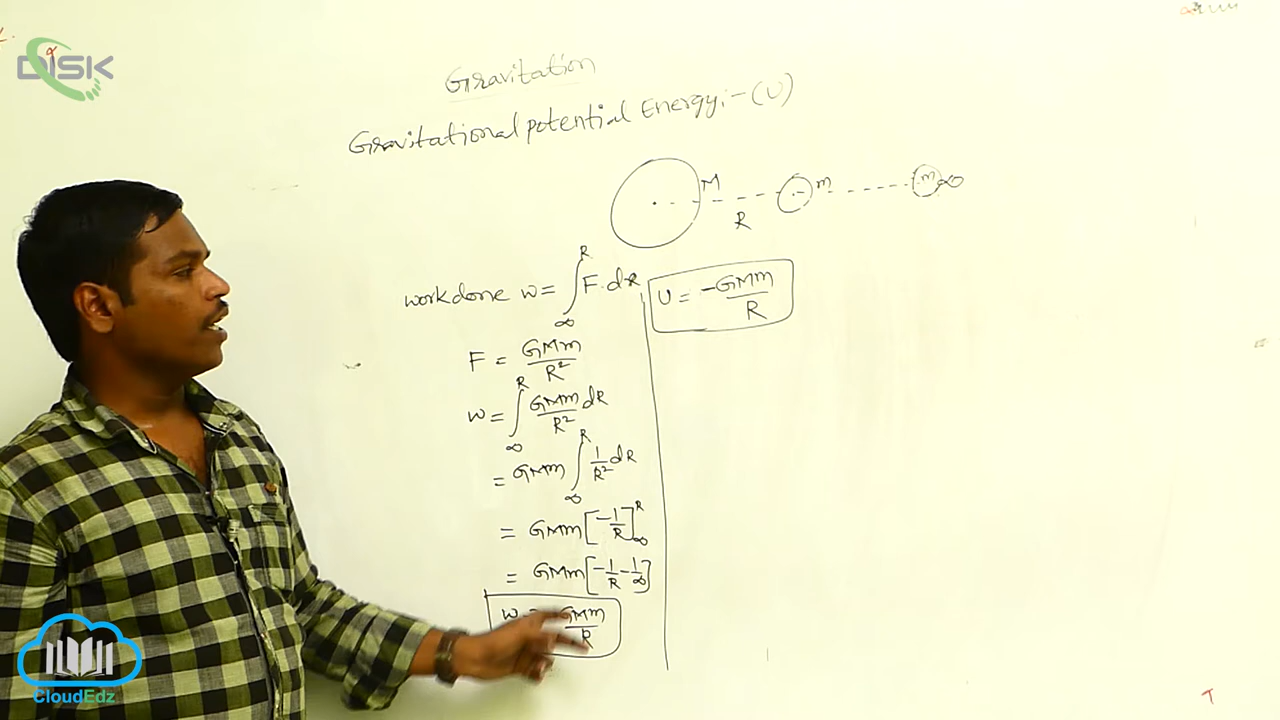 DISK
Gravitation
Gravitational potential Energy:-(U)
M m m ∞
R
work done W = ∫_∞^R F.dR
U = -GMm/R
F = GMm/R²
W = ∫_∞^R GMm/R² dR
= GMm ∫_∞^R 1/R² dR
= GMm [-1/R]_∞^R
= GMm [-1/R - 1/∞]
W = GMm/R
CloudEdz